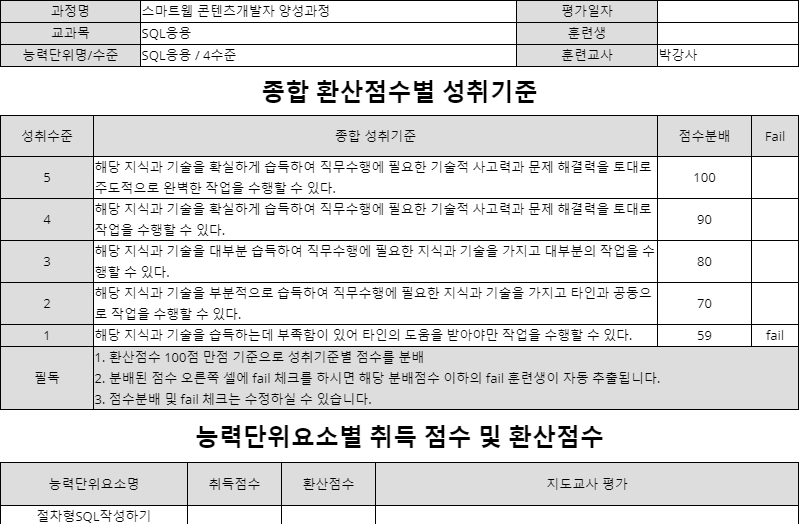 과정명 스마트웹 콘텐츠개발자 양성과정 평가일자
교과목 SQL응용 훈련생
능력단위명/수준 SQL응용 / 4수준 훈련교사 박강사
종합 환산점수별 성취기준
성취수준 종합 성취기준 점수분배 Fail
5 해당 지식과 기술을 확실하게 습득하여 직무수행에 필요한 기술적 사고력과 문제 해결력을 토대로
주도적으로 완벽한 작업을 수행할 수 있다. 100
4 해당 지식과 기술을 확실하게 습득하여 직무수행에 필요한 기술적 사고력과 문제 해결력을 토대로
작업을 수행할 수 있다. 90
3 해당 지식과 기술을 대부분 습득하여 직무수행에 필요한 지식과 기술을 가지고 대부분의 작업을 수
행할 수 있다. 80
2 해당 지식과 기술을 부분적으로 습득하여 직무수행에 필요한 지식과 기술을 가지고 타인과 공동으
로 작업을 수행할 수 있다. 70
1 해당 지식과 기술을 습득하는데 부족함이 있어 타인의 도움을 받아야만 작업을 수행할 수 있다. 59 fail
필독 1. 환산점수 100점 만점 기준으로 성취기준별 점수를 분배
2. 분배된 점수 오른쪽 셀에 fail 체크를 하시면 해당 분배점수 이하의 fail 훈련생이 자동 추출됩니다.
3. 점수분배 및 fail 체크는 수정하실 수 있습니다.
능력단위요소별 취득 점수 및 환산점수
능력단위요소명 취득점수 환산점수 지도교사 평가
절차형SQL작성하기